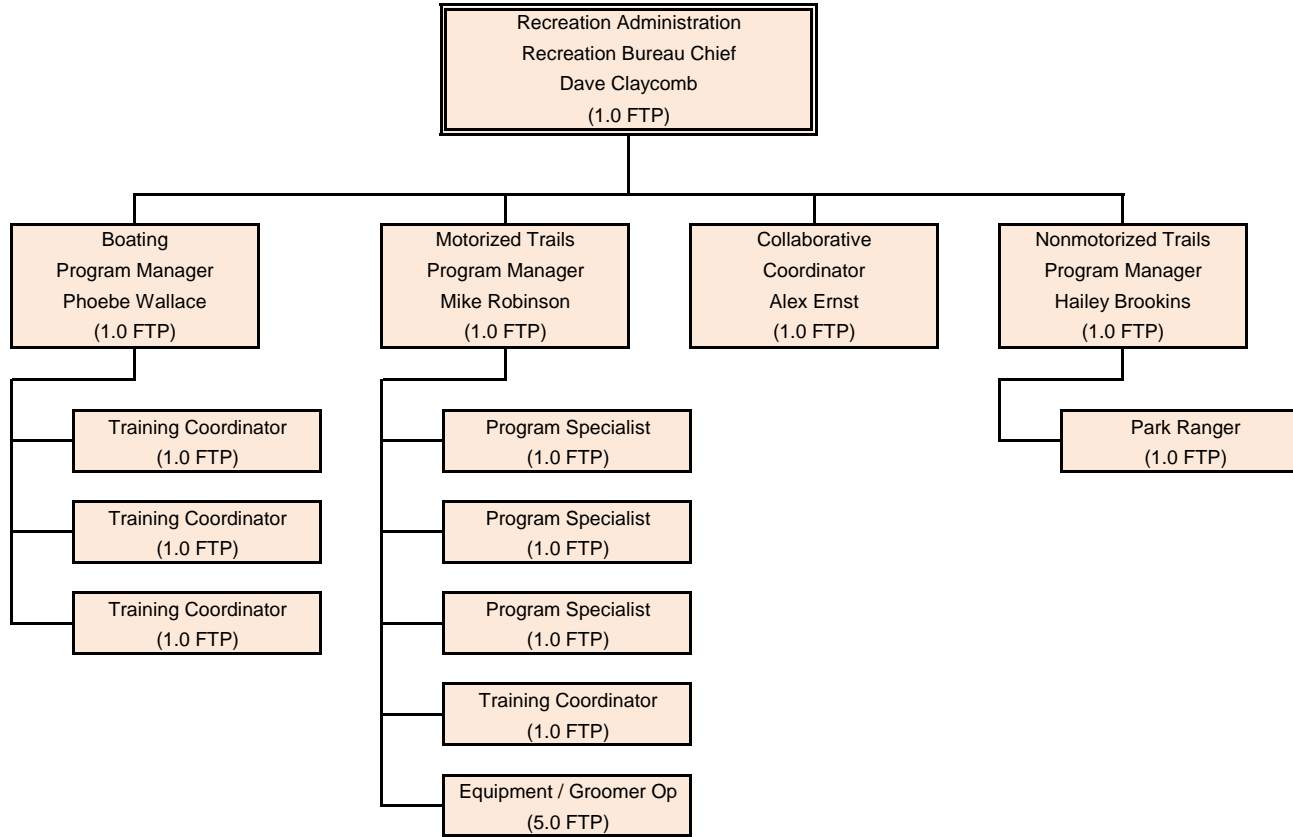 Recreation Administration
Recreation Bureau Chief
Dave Claycomb
(1.0 FTP)
Boating
Program Manager
Phoebe Wallace
(1.0 FTP)
Motorized Trails
Program Manager
Mike Robinson
(1.0 FTP)
Collaborative
Coordinator
Alex Ernst
(1.0 FTP)
Nonmotorized Trails
Program Manager
Hailey Brookins
(1.0 FTP)
Training Coordinator
(1.0 FTP)
Training Coordinator
(1.0 FTP)
Training Coordinator
(1.0 FTP)
Program Specialist
(1.0 FTP)
Program Specialist
(1.0 FTP)
Program Specialist
(1.0 FTP)
Training Coordinator
(1.0 FTP)
Equipment / Groomer Op
(5.0 FTP)
Park Ranger
(1.0 FTP)